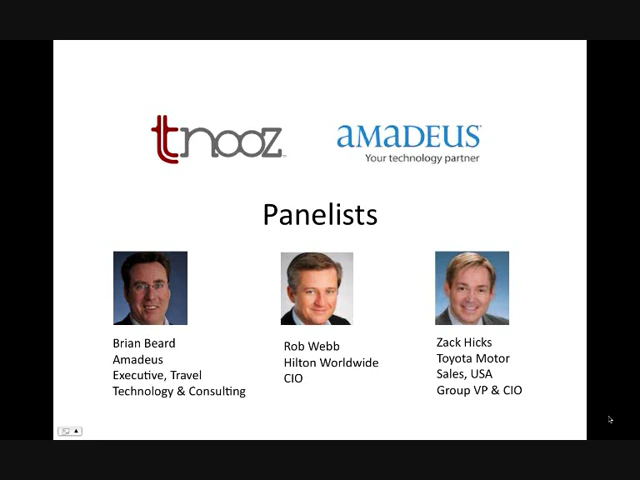 tnooz
amadeus
Your technology partner
Panelists
Brian Beard
Amadeus
Executive, Travel
Technology & Consulting
Rob Webb
Hilton Worldwide
CIO
Zack Hicks
Toyota Motor
Sales, USA
Group VP & CIO